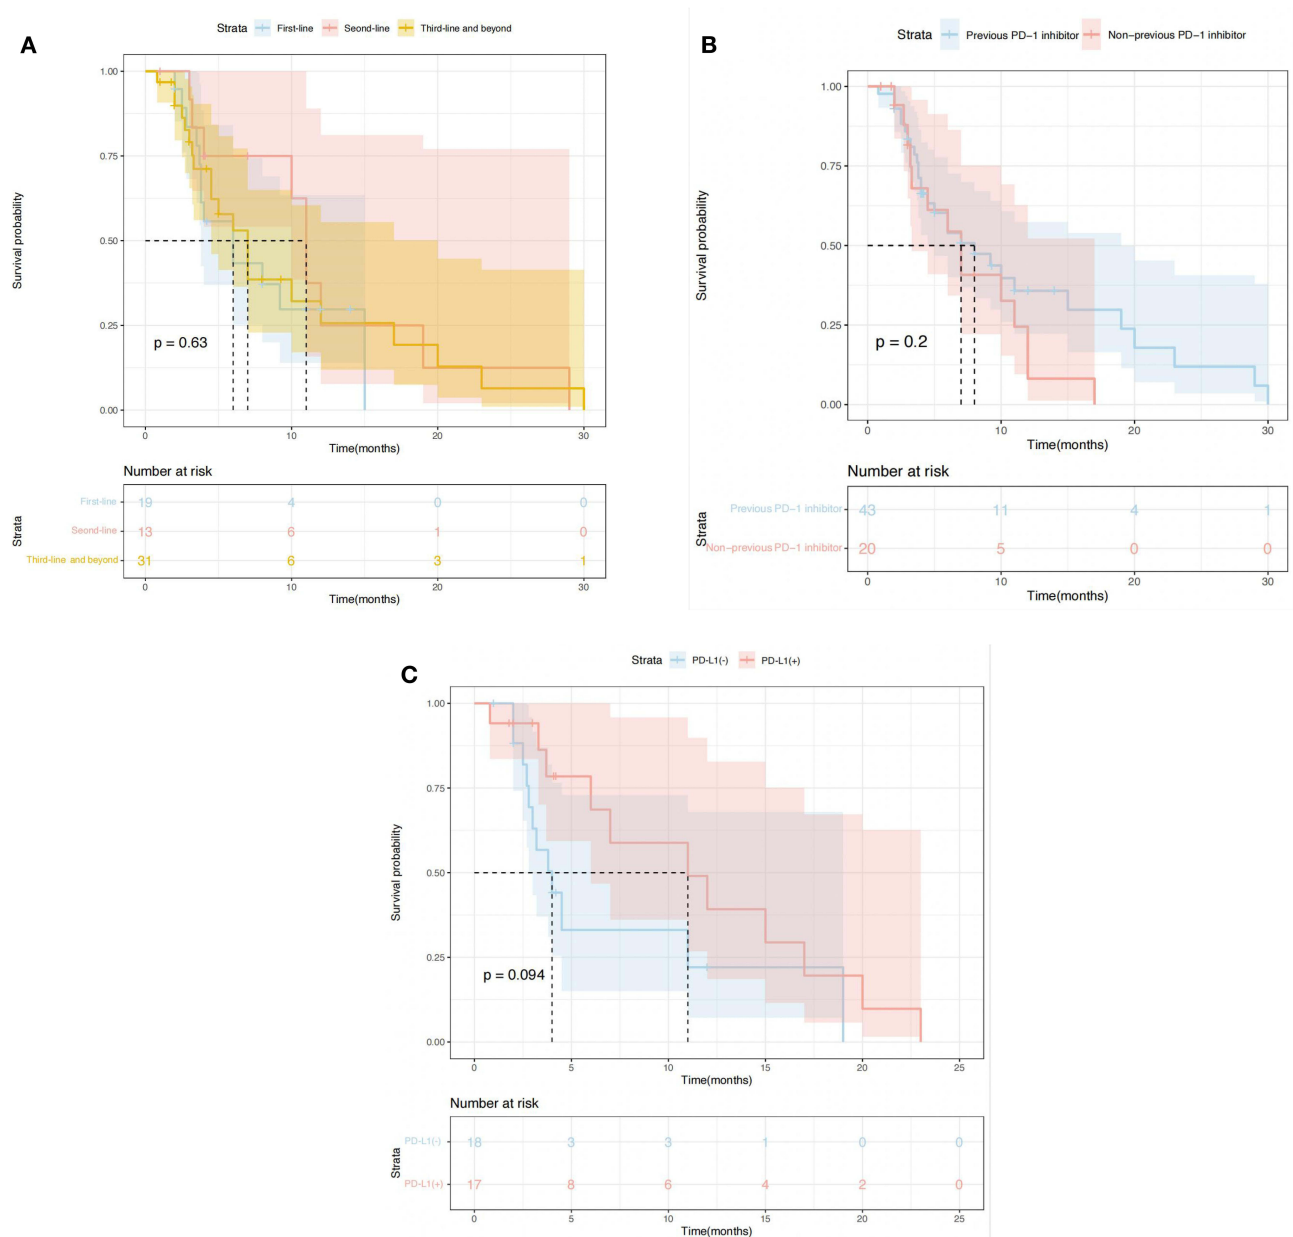 A
Strata First-line Seond-line Third-line and beyond
1.00
0.75
0.50
0.25
0.00
Survival probability
p = 0.63
0 10 20 30
Time(months)
Number at risk
Strata
First-line 19 4 0 0
Seond-line 13 6 1 0
Third-line and beyond 31 6 3 1
0 10 20 30
Time(months)
B
Strata Previous PD-1 inhibitor Non-previous PD-1 inhibitor
1.00
0.75
0.50
0.25
0.00
Survival probability
p = 0.2
0 10 20 30
Time(months)
Number at risk
Strata
Previous PD-1 inhibitor 43 11 4 1
Non-previous PD-1 inhibitor 20 5 0 0
0 10 20 30
Time(months)
C
Strata PD-L1(-) PD-L1(+)
1.00
0.75
0.50
0.25
0.00
Survival probability
p = 0.094
0 5 10 15 20 25
Time(months)
Number at risk
Strata
PD-L1(-) 18 3 3 1 0 0
PD-L1(+) 17 8 6 4 2 0
0 5 10 15 20 25
Time(months)